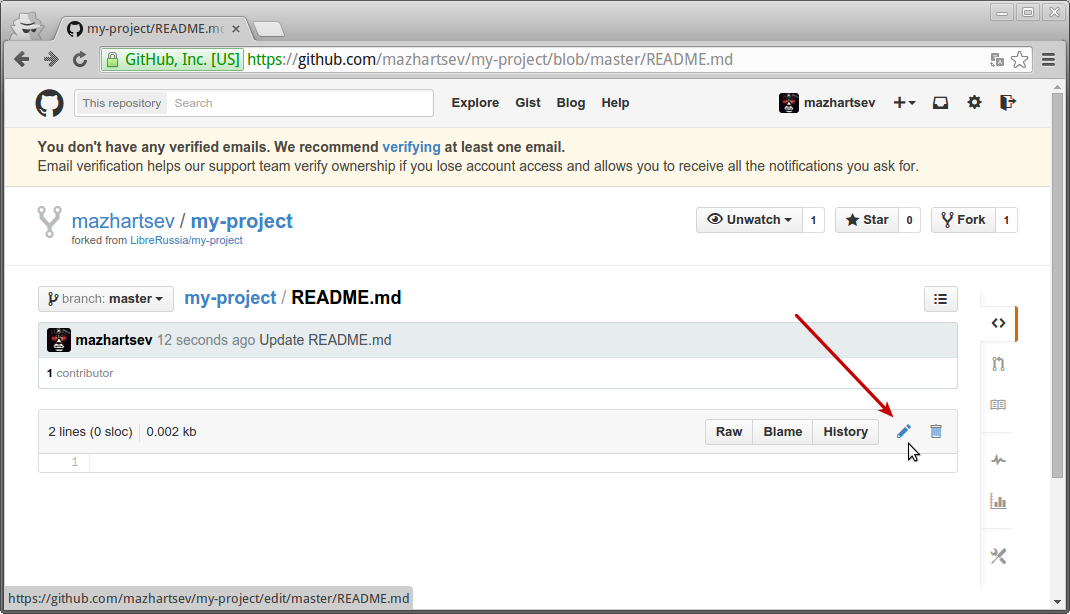 my-project/README.md
GitHub, Inc. [US] https://github.com/mazhartsev/my-project/blob/master/README.md
This repository Search Explore Gist Blog Help mazhartsev
You don't have any verified emails. We recommend verifying at least one email.
Email verification helps our support team verify ownership if you lose account access and allows you to receive all the notifications you ask for.
mazhartsev / my-project Unwatch 1 Star 0 Fork 1
forked from LibreRussia/my-project
branch: master my-project / README.md
mazhartsev 12 seconds ago Update README.md
1 contributor
2 lines (0 sloc) 0.002 kb Raw Blame History
1
https://github.com/mazhartsev/my-project/edit/master/README.md